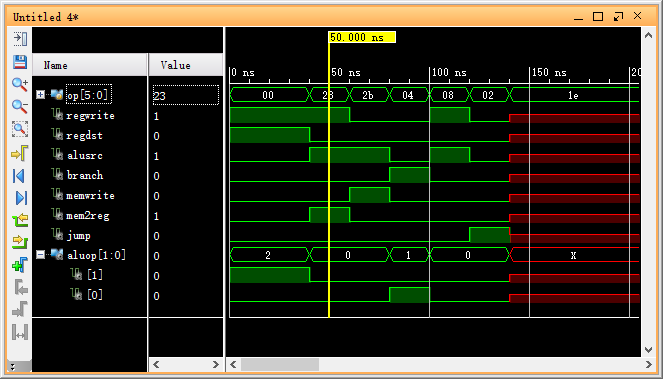 Untitled 4*
50.000 ns
Name Value
0 ns 50 ns 100 ns 150 ns 20
op[5:0] 23 00 23 2b 04 08 02 1e
regwrite 1
regdst 0
alusrc 1
branch 0
memwrite 0
mem2reg 1
jump 0
aluop[1:0] 0 2 0 1 0 X
[1] 0
[0] 0